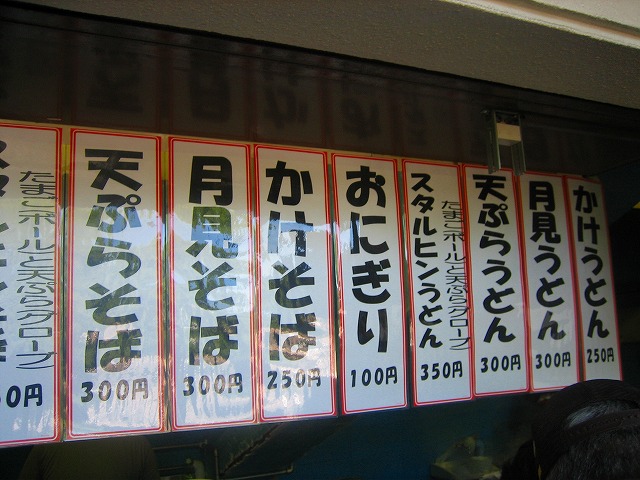 かけうどん
250円
月見うどん
300円
天ぷらうどん
300円
スタルヒンうどん
たまごボールと天ぷらグローブ
350円
おにぎり
100円
かけそば
250円
月見そば
300円
天ぷらそば
300円
たまごボールと天ぷらグローブ